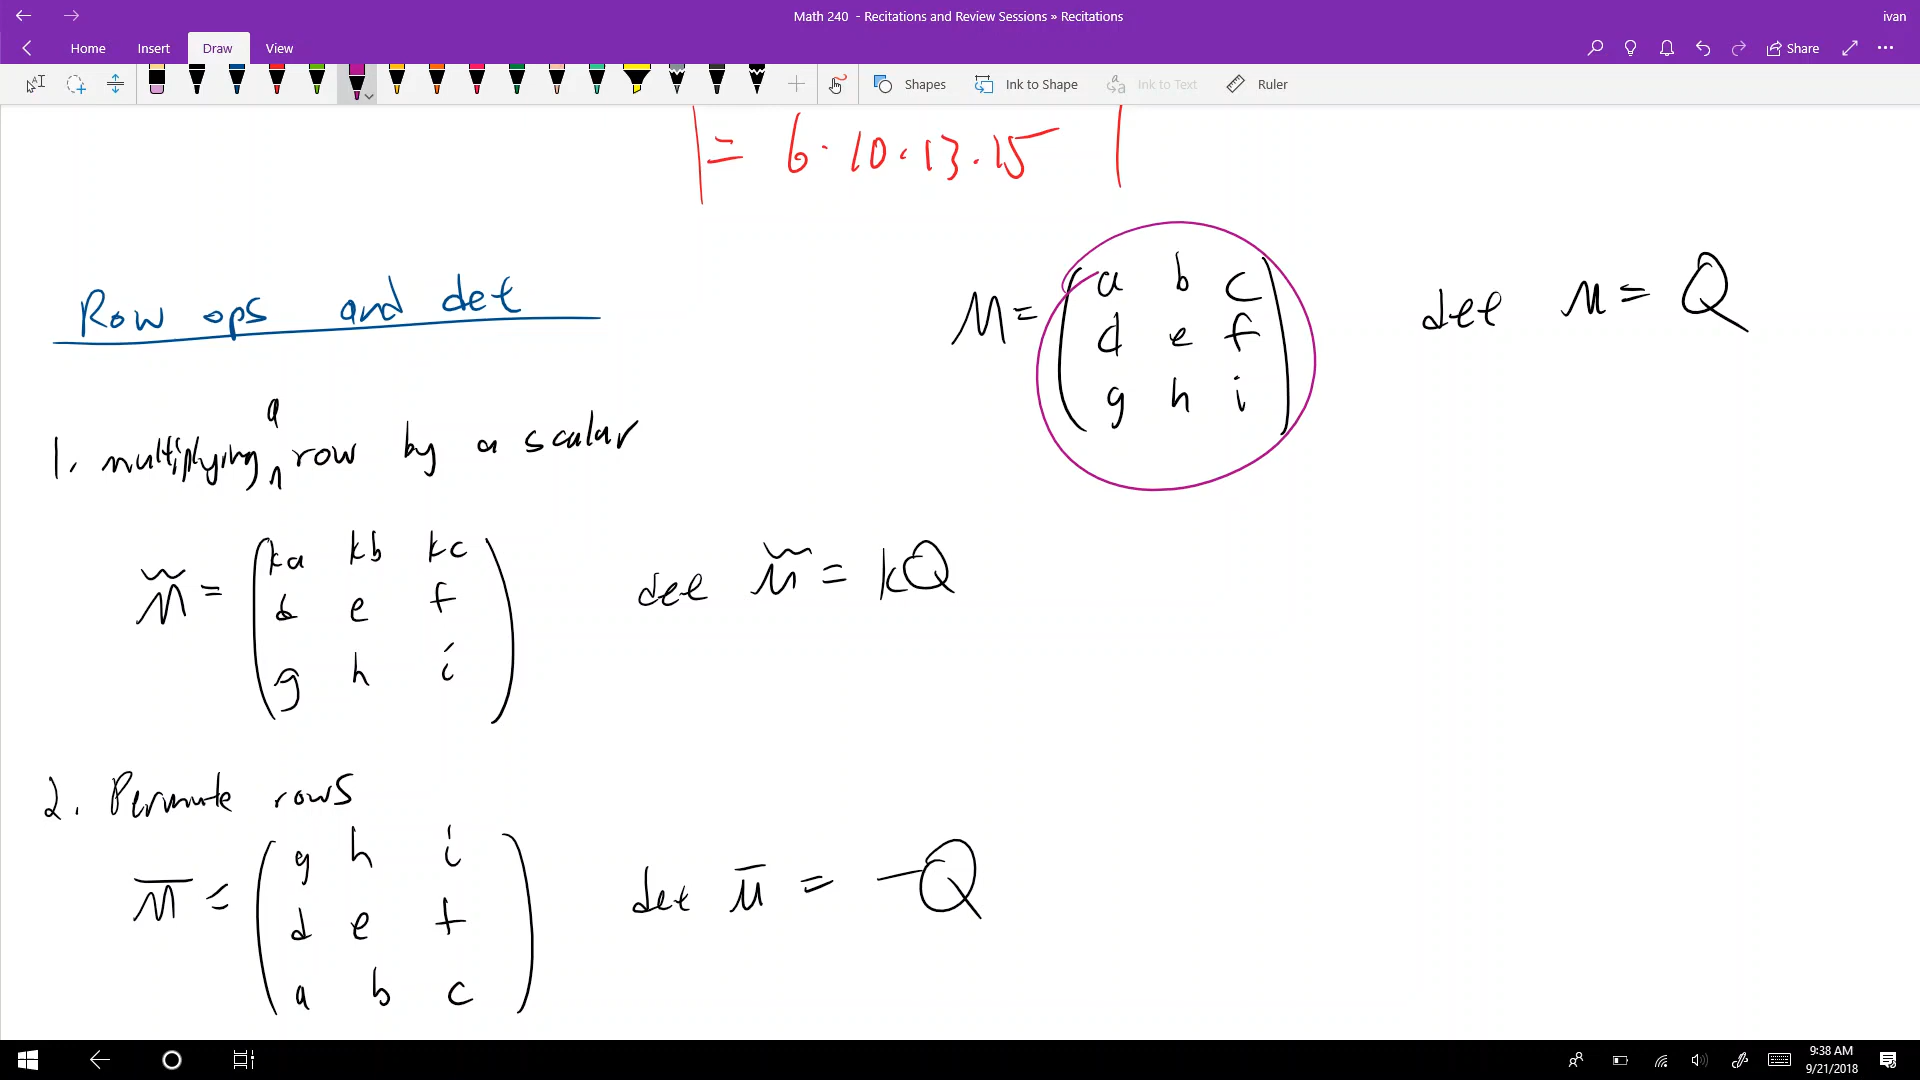 Math 240 - Recitations and Review Sessions » Recitations
ivan
Home Insert Draw View
Share
Shapes Ink to Shape Ink to Text Ruler
= 6·10·13·15
Row ops and det
M = (a b c
d e f
g h i)
det M = Q
1. multiplying a row by a scalar
M̃ = (ka kb kc
d e f
g h i)
det M̃ = kQ
2. Permute rows
M̅ = (g h i
d e f
a b c)
det M̅ = -Q
9:38 AM
9/21/2018